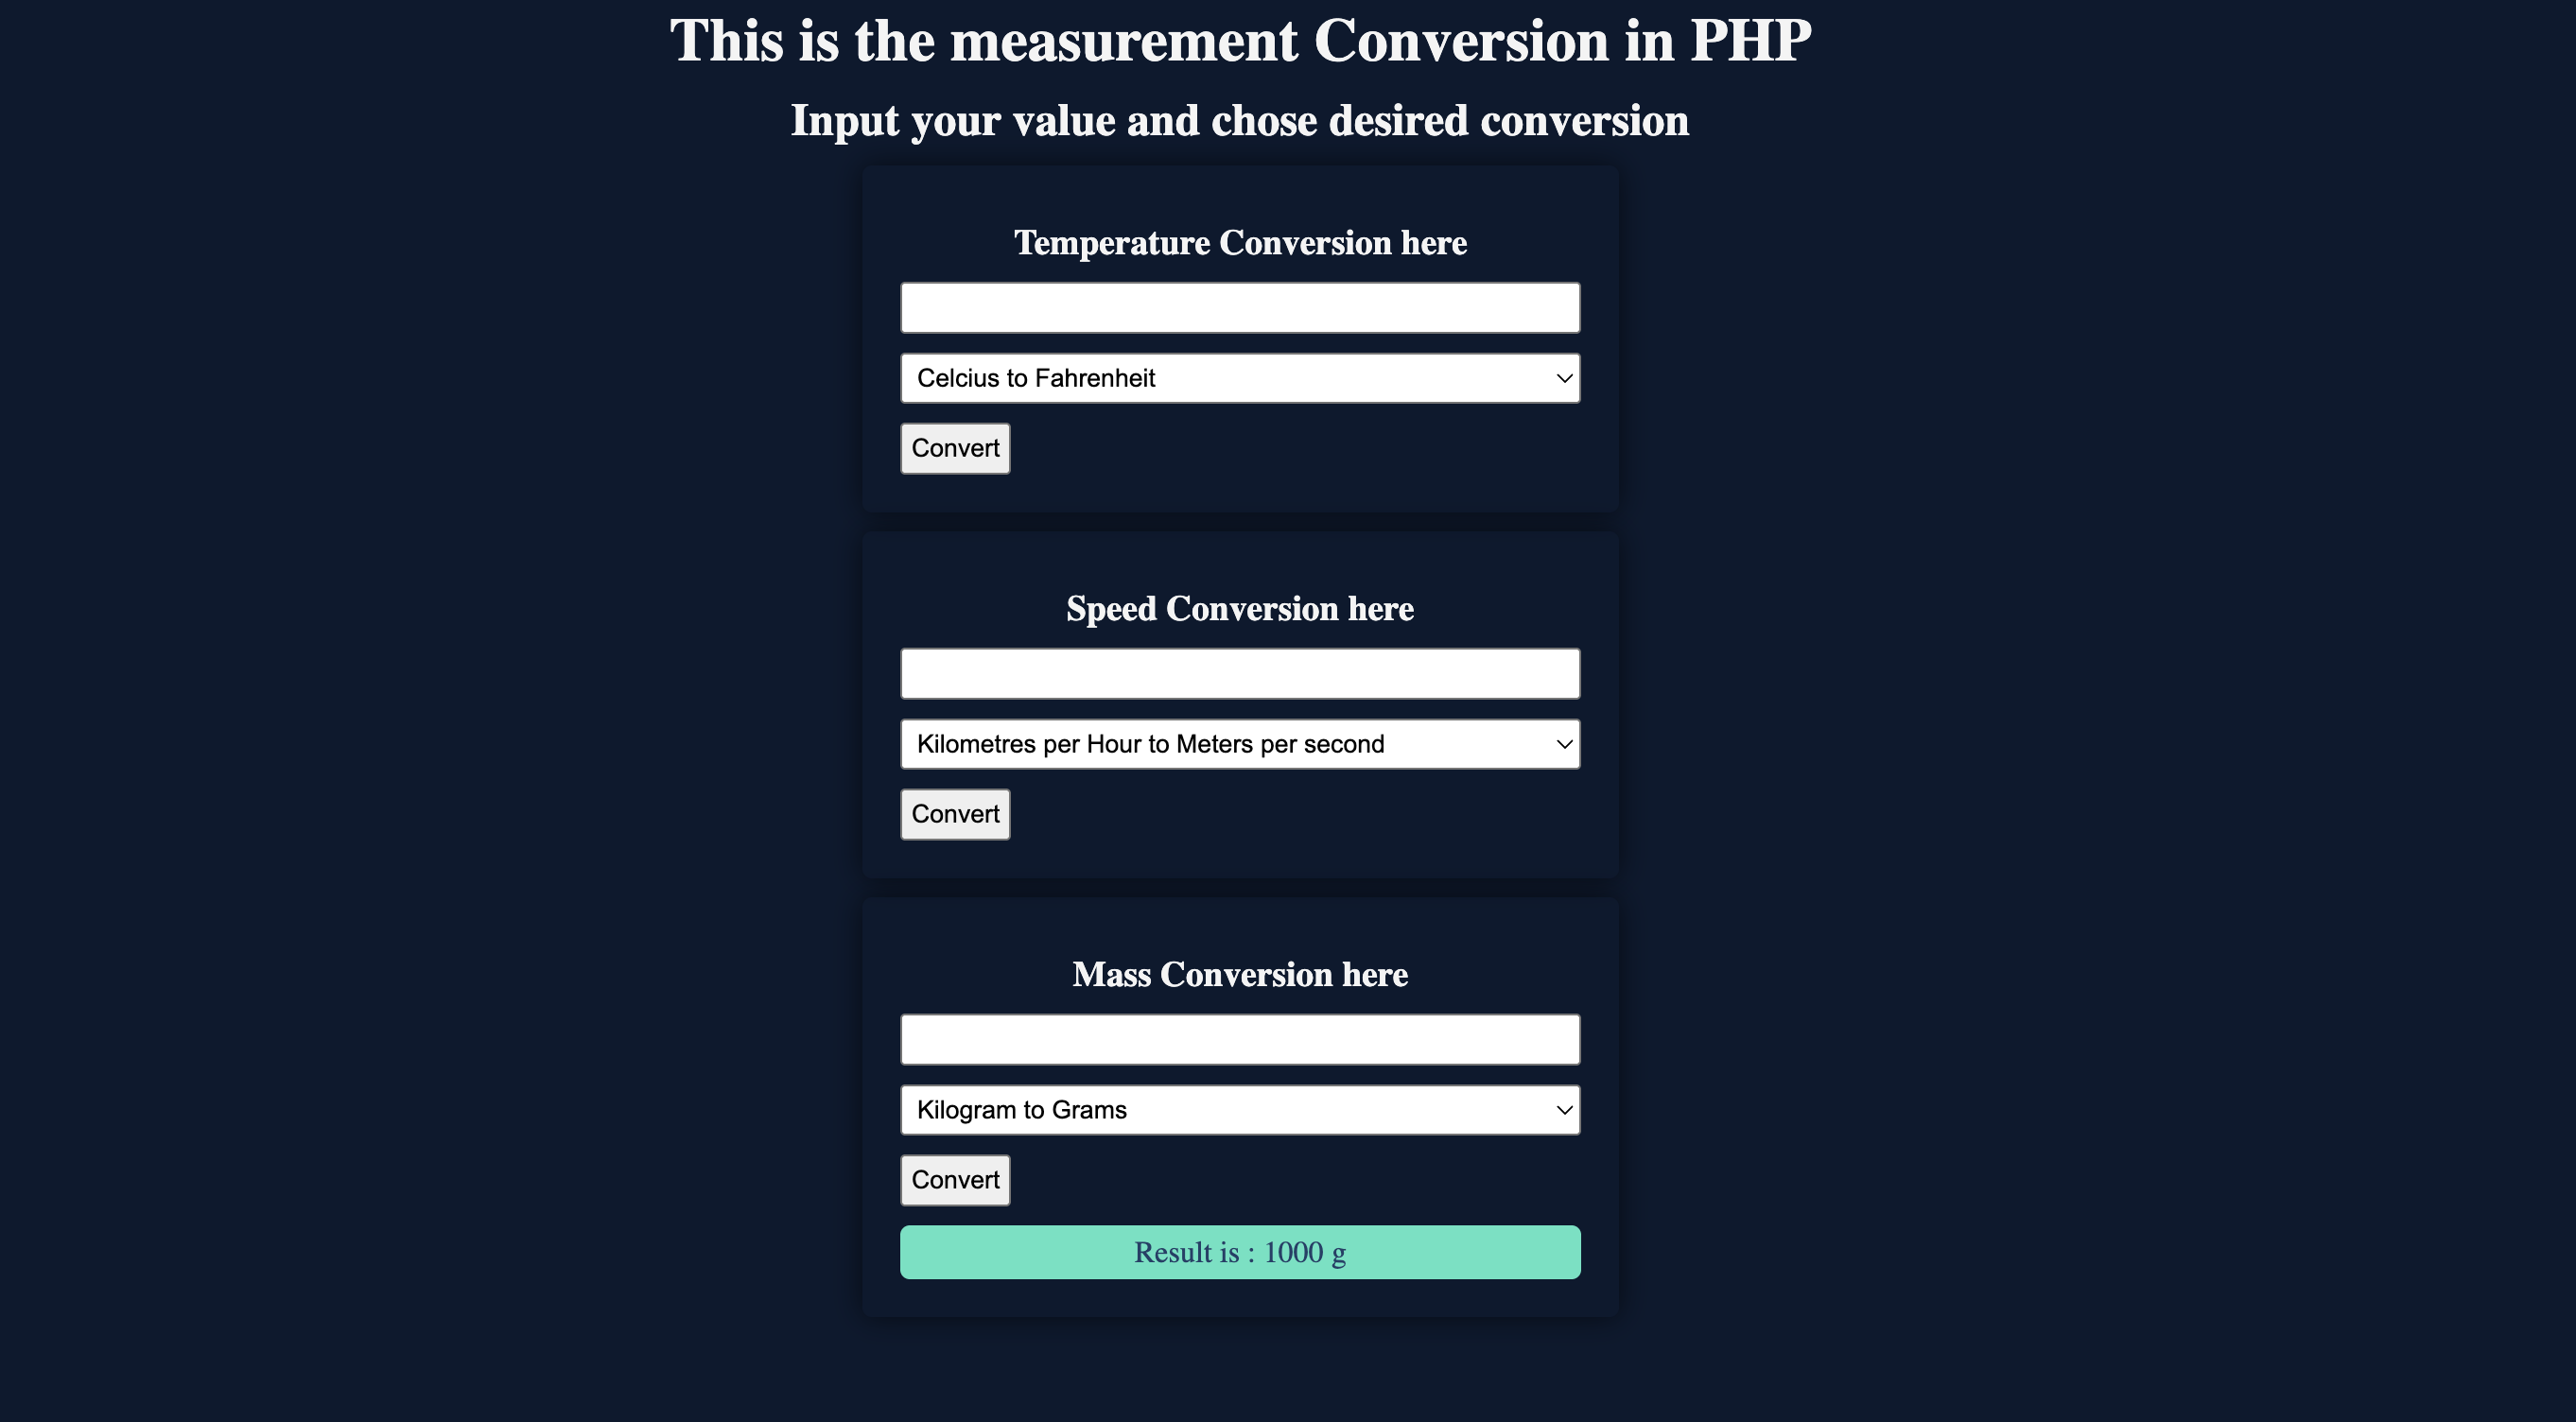 This is the measurement Conversion in PHP
Input your value and chose desired conversion
Temperature Conversion here
Celcius to Fahrenheit
Convert
Speed Conversion here
Kilometres per Hour to Meters per second
Convert
Mass Conversion here
Kilogram to Grams
Convert
Result is : 1000 g